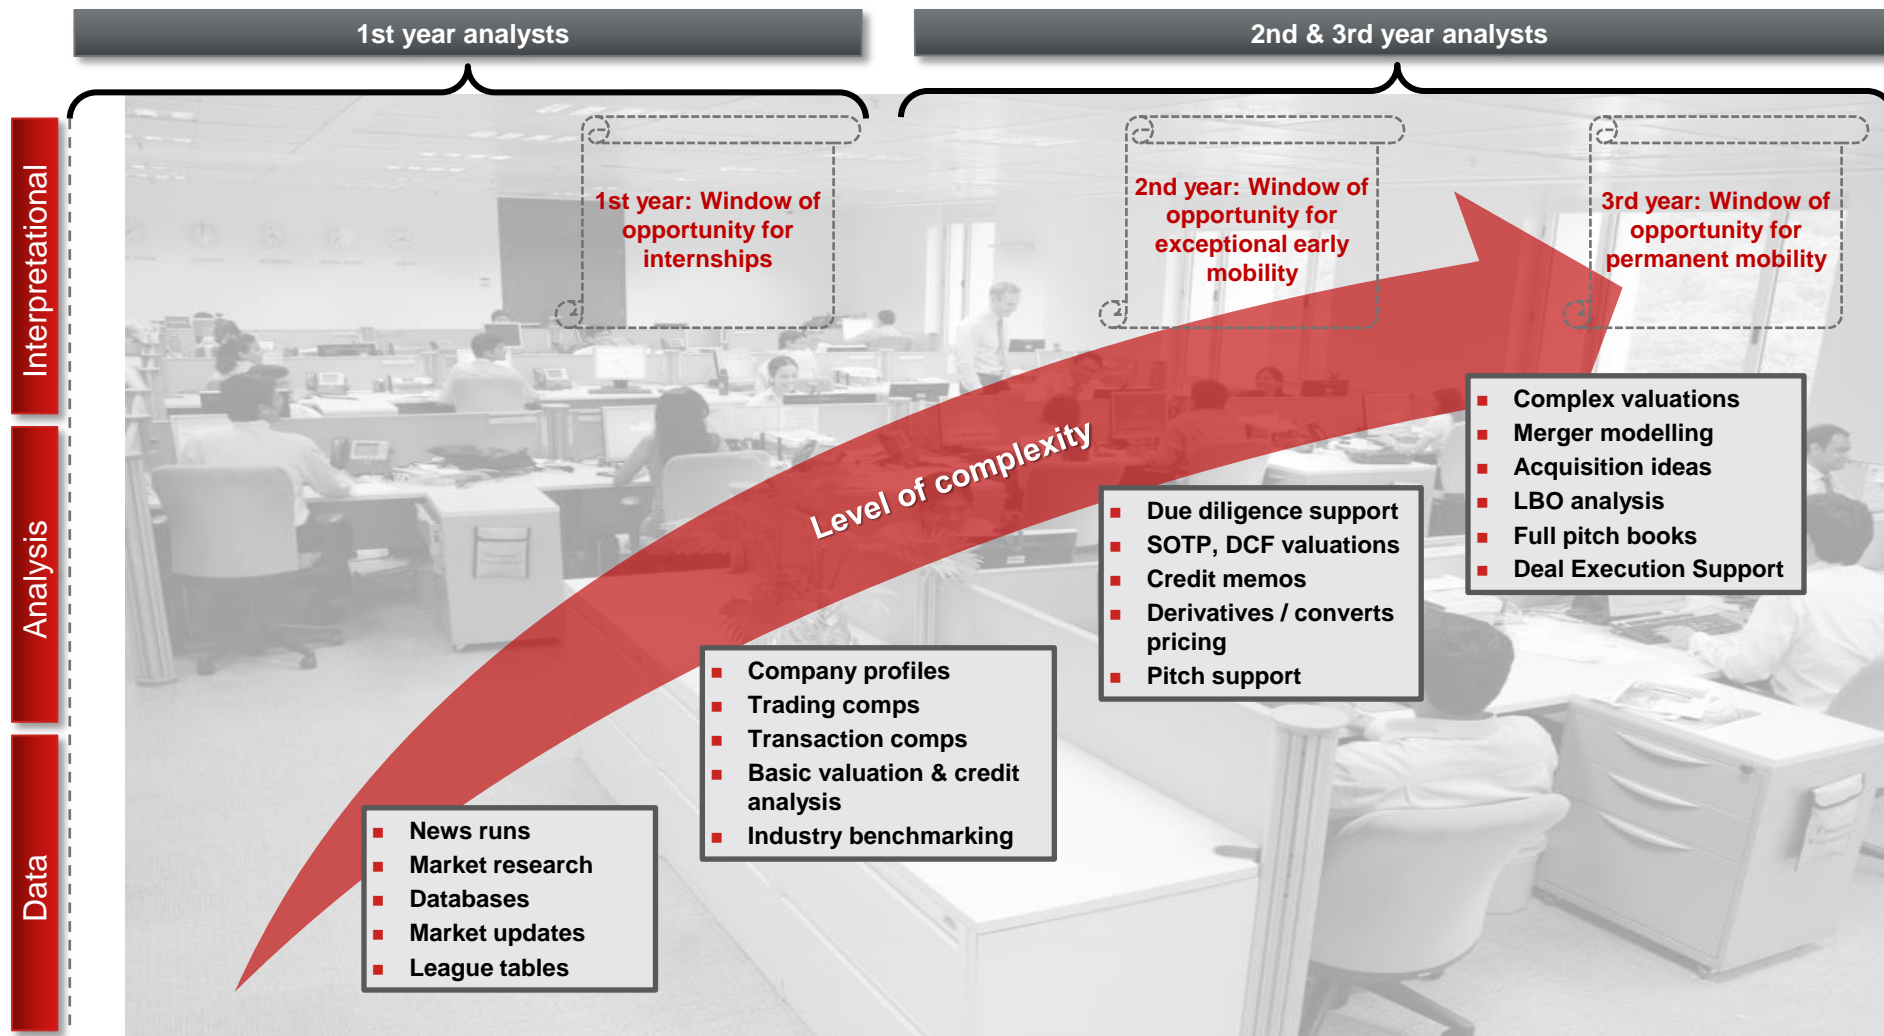 1st year analysts
2nd & 3rd year analysts
Interpretational
Analysis
Data
1st year: Window of
opportunity for
internships
2nd year: Window of
opportunity for
exceptional early
mobility
3rd year: Window of
opportunity for
permanent mobility
Level of complexity
News runs
Market research
Databases
Market updates
League tables
Company profiles
Trading comps
Transaction comps
Basic valuation & credit
analysis
Industry benchmarking
Due diligence support
SOTP, DCF valuations
Credit memos
Derivatives / converts
pricing
Pitch support
Complex valuations
Merger modelling
Acquisition ideas
LBO analysis
Full pitch books
Deal Execution Support